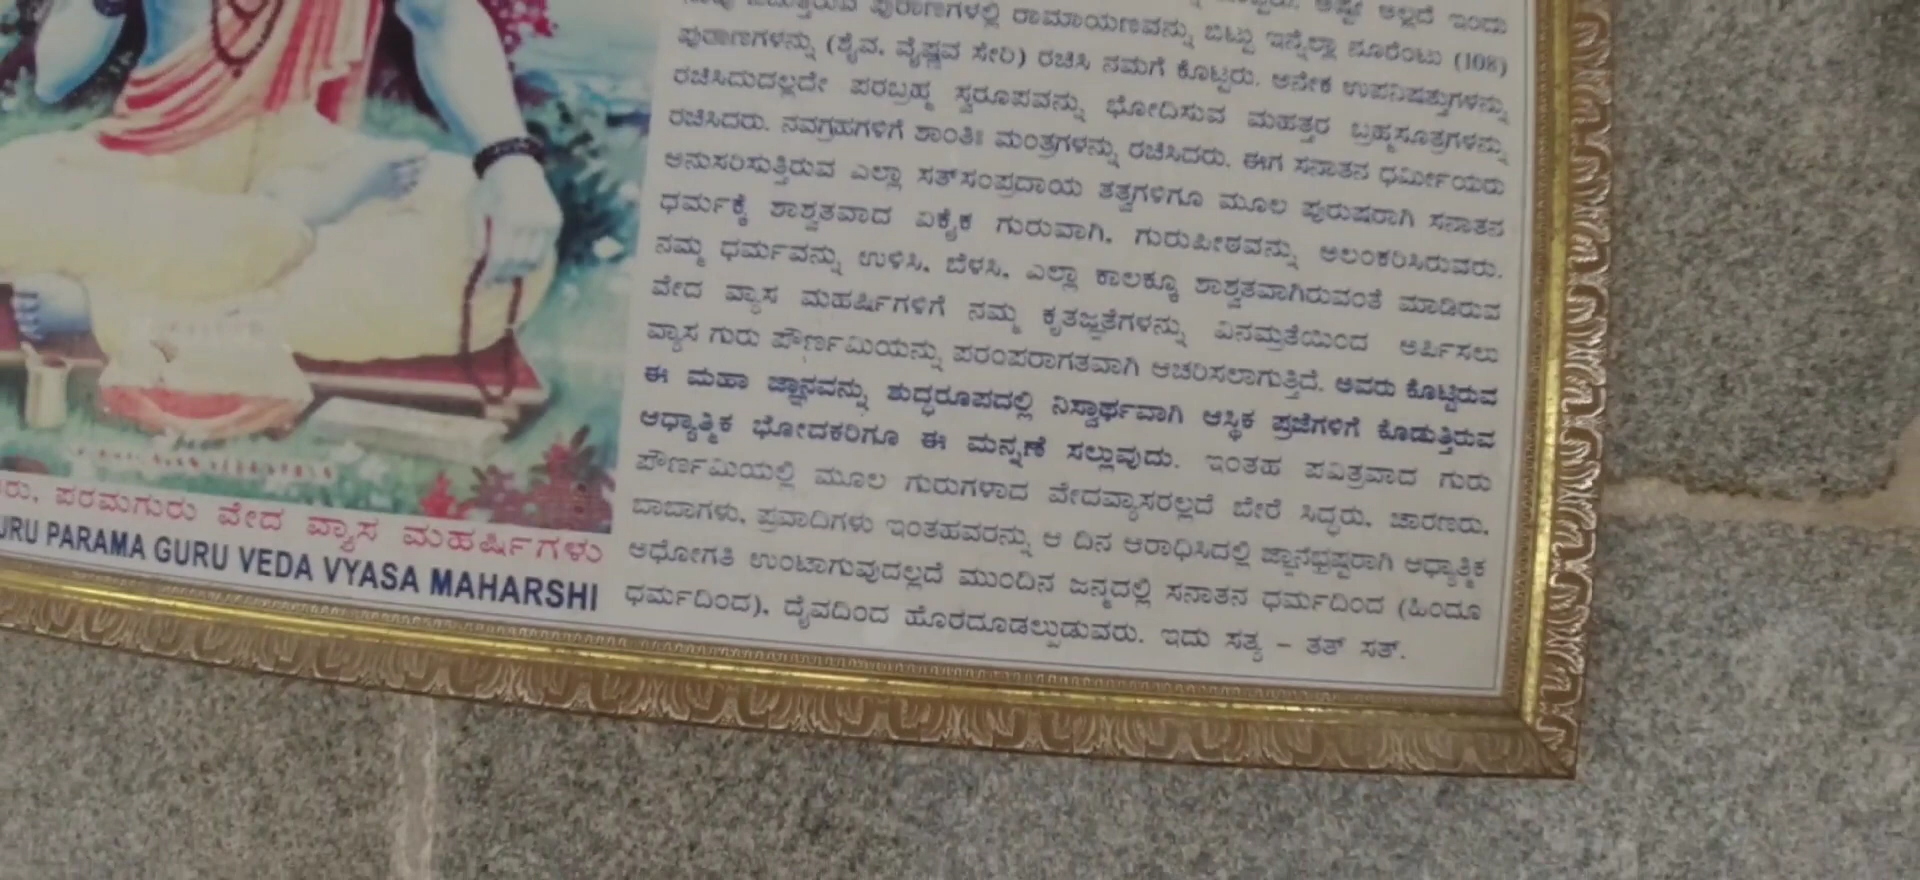 ನಾವು ಓದುತ್ತಿರುವ ಪುರಾಣಗಳಲ್ಲಿ ರಾಮಾಯಣವನ್ನು ಬಿಟ್ಟು ಇನ್ನೆಲ್ಲಾ ನೂರೆಂಟು (108)
ಪುರಾಣಗಳನ್ನು (ಶೈವ, ವೈಷ್ಣವ ಸೇರಿ) ರಚಿಸಿ ನಮಗೆ ಕೊಟ್ಟರು. ಅನೇಕ ಉಪನಿಷತ್ತುಗಳನ್ನು
ರಚಿಸಿದುದಲ್ಲದೇ ಪರಬ್ರಹ್ಮ ಸ್ವರೂಪವನ್ನು ಭೋದಿಸುವ ಮಹತ್ತರ ಬ್ರಹ್ಮಸೂತ್ರಗಳನ್ನು
ರಚಿಸಿದರು. ನವಗ್ರಹಗಳಿಗೆ ಶಾಂತಿಃ ಮಂತ್ರಗಳನ್ನು ರಚಿಸಿದರು. ಈಗ ಸನಾತನ ಧರ್ಮೀಯರು
ಅನುಸರಿಸುತ್ತಿರುವ ಎಲ್ಲಾ ಸತ್‌ಸಂಪ್ರದಾಯ ತತ್ವಗಳಿಗೂ ಮೂಲ ಪುರುಷರಾಗಿ ಸನಾತನ
ಧರ್ಮಕ್ಕೆ ಶಾಶ್ವತವಾದ ಏಕೈಕ ಗುರುವಾಗಿ, ಗುರುಪೀಠವನ್ನು ಅಲಂಕರಿಸಿರುವರು.
ನಮ್ಮ ಧರ್ಮವನ್ನು ಉಳಿಸಿ, ಬೆಳಸಿ, ಎಲ್ಲಾ ಕಾಲಕ್ಕೂ ಶಾಶ್ವತವಾಗಿರುವಂತೆ ಮಾಡಿರುವ
ವೇದ ವ್ಯಾಸ ಮಹರ್ಷಿಗಳಿಗೆ ನಮ್ಮ ಕೃತಜ್ಞತೆಗಳನ್ನು ವಿನಮ್ರತೆಯಿಂದ ಅರ್ಪಿಸಲು
ವ್ಯಾಸ ಗುರು ಪೌರ್ಣಮಿಯನ್ನು ಪರಂಪರಾಗತವಾಗಿ ಆಚರಿಸಲಾಗುತ್ತಿದೆ. ಅವರು ಕೊಟ್ಟಿರುವ
ಈ ಮಹಾ ಜ್ಞಾನವನ್ನು ಶುದ್ಧರೂಪದಲ್ಲಿ ನಿಸ್ವಾರ್ಥವಾಗಿ ಆಸ್ಥಿಕ ಪ್ರಜೆಗಳಿಗೆ ಕೊಡುತ್ತಿರುವ
ಆಧ್ಯಾತ್ಮಿಕ ಭೋದಕರಿಗೂ ಈ ಮನ್ನಣೆ ಸಲ್ಲುವುದು. ಇಂತಹ ಪವಿತ್ರವಾದ ಗುರು
ಪೌರ್ಣಮಿಯಲ್ಲಿ ಮೂಲ ಗುರುಗಳಾದ ವೇದವ್ಯಾಸರಲ್ಲದೆ ಬೇರೆ ಸಿದ್ಧರು, ಚಾರಣರು,
ಬಾಬಾಗಳು, ಪ್ರವಾದಿಗಳು ಇಂತಹವರನ್ನು ಆ ದಿನ ಆರಾಧಿಸಿದಲ್ಲಿ ಜ್ಞಾನಭ್ರಷ್ಟರಾಗಿ ಆಧ್ಯಾತ್ಮಿಕ
ಅಧೋಗತಿ ಉಂಟಾಗುವುದಲ್ಲದೆ ಮುಂದಿನ ಜನ್ಮದಲ್ಲಿ ಸನಾತನ ಧರ್ಮದಿಂದ (ಹಿಂದೂ
ಧರ್ಮದಿಂದ), ದೈವದಿಂದ ಹೊರದೂಡಲ್ಪುಡುವರು. ಇದು ಸತ್ಯ – ತತ್ ಸತ್.
ಪರಮಗುರು ವೇದ ವ್ಯಾಸ ಮಹರ್ಷಿಗಳು
PARAMA GURU VEDA VYASA MAHARSHI